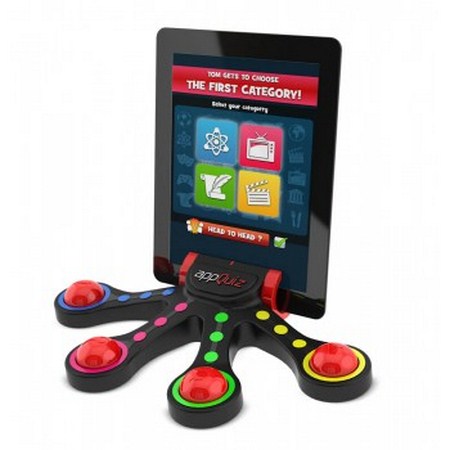 TOM GETS TO CHOOSE
THE FIRST CATEGORY!
Select your category
HEAD TO HEAD ?
appQuiz